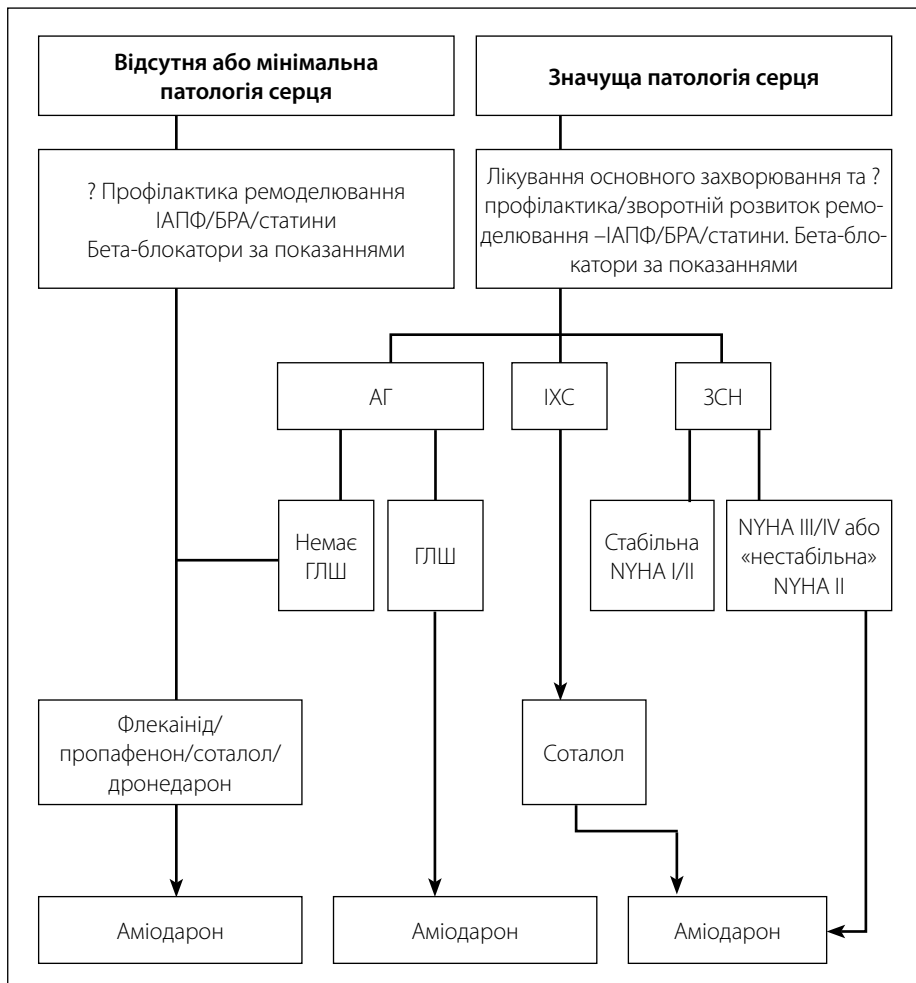 Відсутня або мінімальна
патологія серця
Значуща патологія серця
? Профілактика ремоделювання
ІАПФ/БРА/статини
Бета-блокатори за показаннями
Лікування основного захворювання та ?
профілактика/зворотній розвиток ремо-
делювання –ІАПФ/БРА/статини. Бета-бло-
катори за показаннями
АГ
ІХС
ЗСН
Немає
ГЛШ
ГЛШ
Стабільна
NYHA I/II
NYHA III/IV або
«нестабільна»
NYHA II
Флекаінід/
пропафенон/соталол/
дронедарон
Соталол
Аміодарон
Аміодарон
Аміодарон